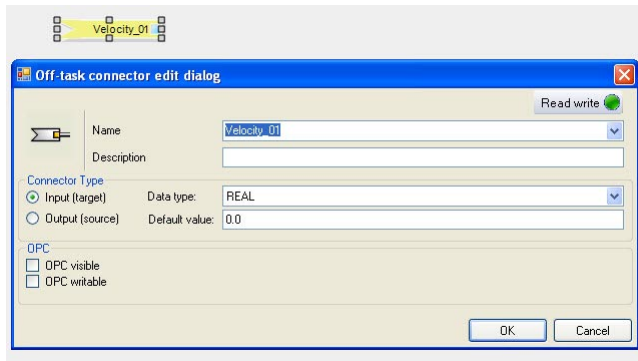 Velocity_01
Off-task connector edit dialog
Read write
Name Velocity_01
Description
Connector Type
Input (target) Data type: REAL
Output (source) Default value: 0.0
OPC
OPC visible
OPC writable
OK Cancel